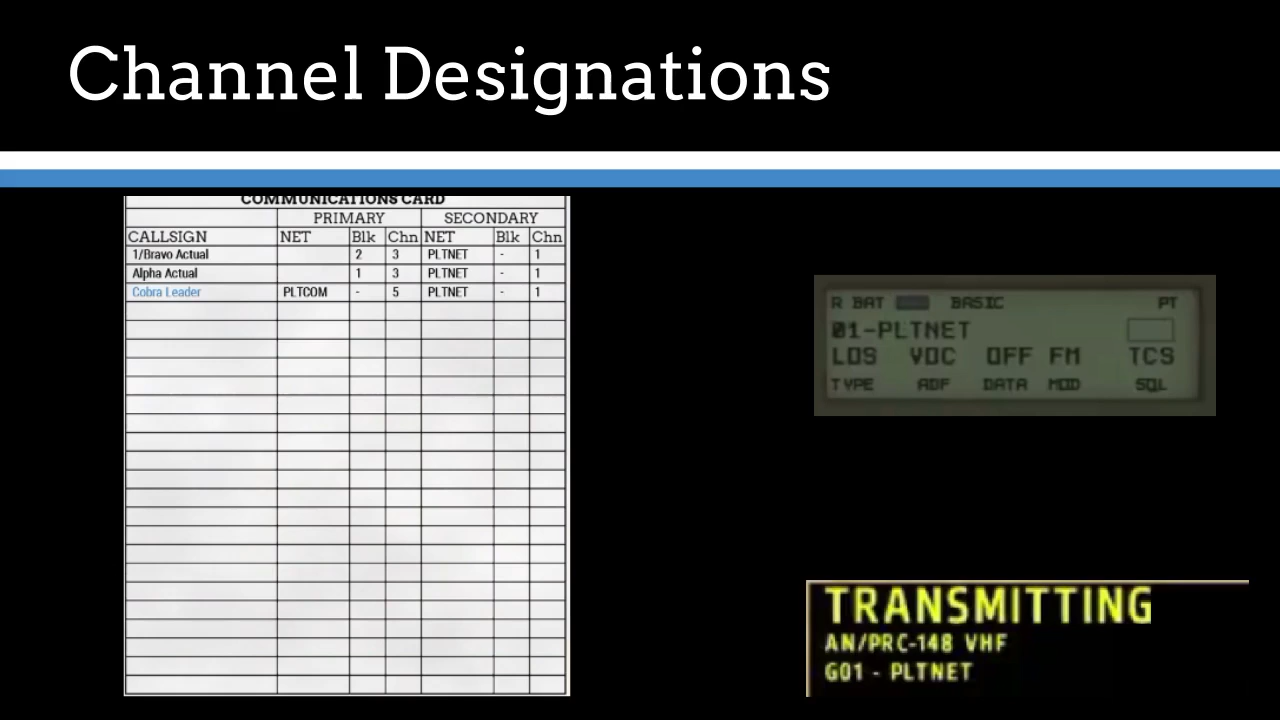 Channel Designations
COMMUNICATIONS CARD
PRIMARY SECONDARY
CALLSIGN NET Blk Chn NET Blk Chn
1/Bravo Actual 2 3 PLTNET - 1
Alpha Actual 1 3 PLTNET - 1
Cobra Leader PLTCOM - 5 PLTNET - 1
R BAT BASIC PT
01-PLTNET
LOS VOC OFF FM TCS
TYPE ADF DATA MOD SQL
TRANSMITTING
AN/PRC-148 VHF
G01 - PLTNET